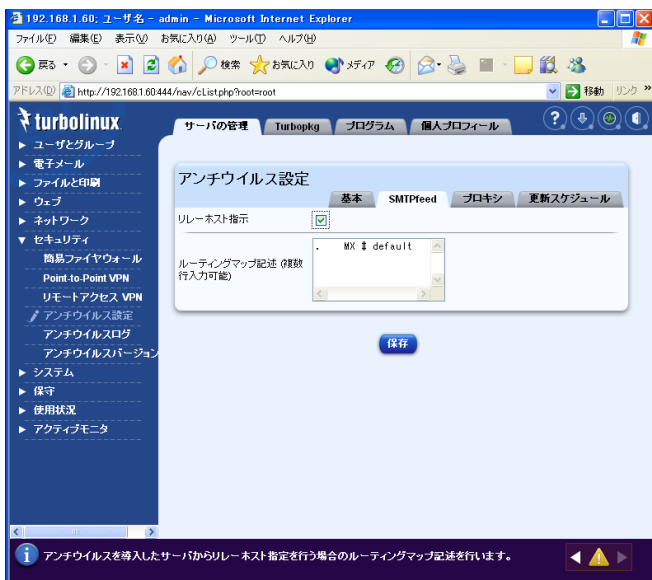 192.168.1.60; ユーザ名 - admin - Microsoft Internet Explorer
ファイル(F) 編集(E) 表示(V) お気に入り(A) ツール(T) ヘルプ(H)
戻る 検索 お気に入り メディア
アドレス(D) http://192.168.1.60:444/nav/cList.php?root=root 移動 リンク »
turbolinux
サーバの管理 Turbopkg プログラム 個人プロフィール
ユーザとグループ
電子メール
ファイルと印刷
ウェブ
ネットワーク
セキュリティ
簡易ファイヤウォール
Point-to-Point VPN
リモートアクセス VPN
アンチウイルス設定
アンチウイルスログ
アンチウイルスバージョン
システム
保守
使用状況
アクティブモニタ
アンチウイルス設定
基本 SMTPfeed プロキシ 更新スケジュール
リレーホスト指示
ルーティングマップ記述 (複数
行入力可能)
. MX # default
保存
アンチウイルスを導入したサーバからリレーホスト指定を行う場合のルーティングマップ記述を行います。